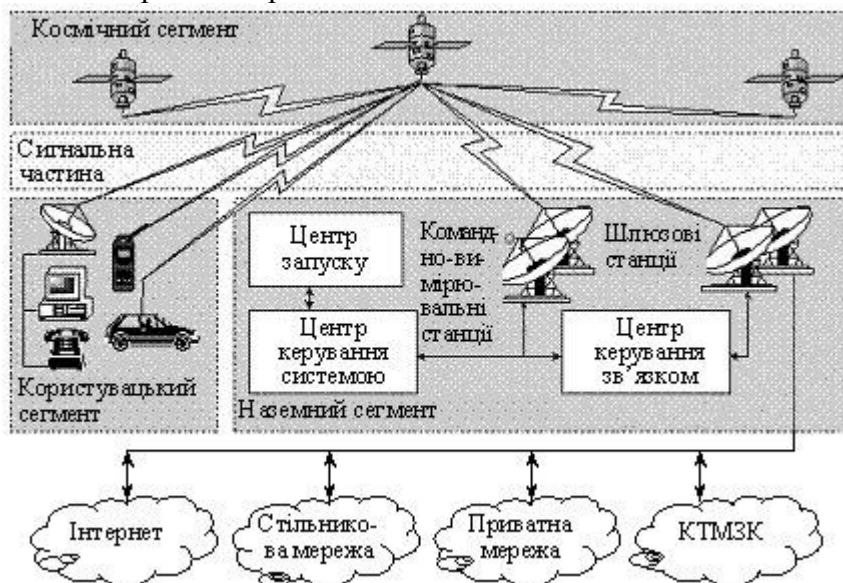 Космічний сегмент
Сигнальна
частина
Центр
запуску
Команд-
но-ви-
мірю-
вальні
станції
Шлюзові
станції
Центр
керування
системою
Центр
керування
зв’язком
Користувацький
сегмент
Наземний сегмент
Інтернет
Стільнико-
ва мережа
Приватна
мережа
КТМЗК